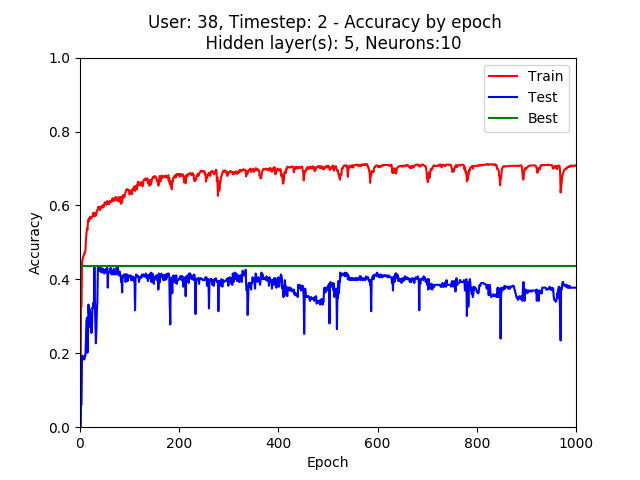 User: 38, Timestep: 2 - Accuracy by epoch
Hidden layer(s): 5, Neurons:10
1.0
0.8
0.6
0.4
0.2
0.0
Accuracy
Train
Test
Best
0 200 400 600 800 1000
Epoch